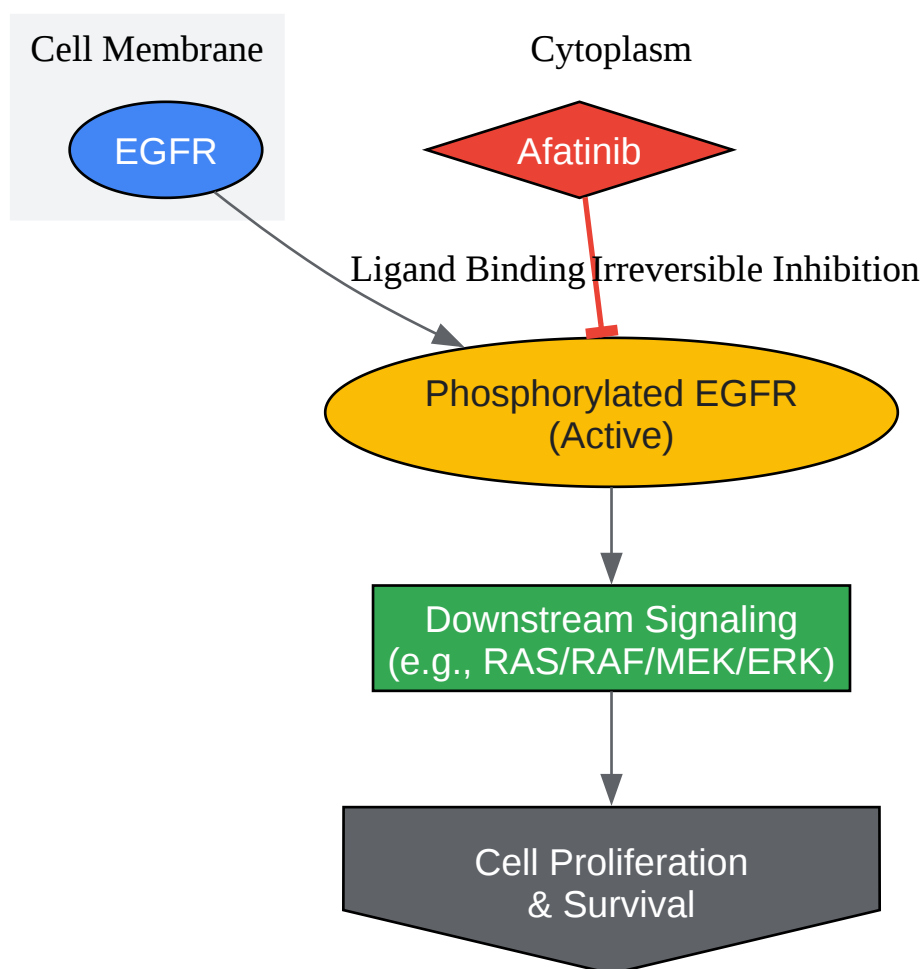 Cell Membrane
Cytoplasm
EGFR
Afatinib
Ligand Binding
Irreversible Inhibition
Phosphorylated EGFR
(Active)
Downstream Signaling
(e.g., RAS/RAF/MEK/ERK)
Cell Proliferation
& Survival